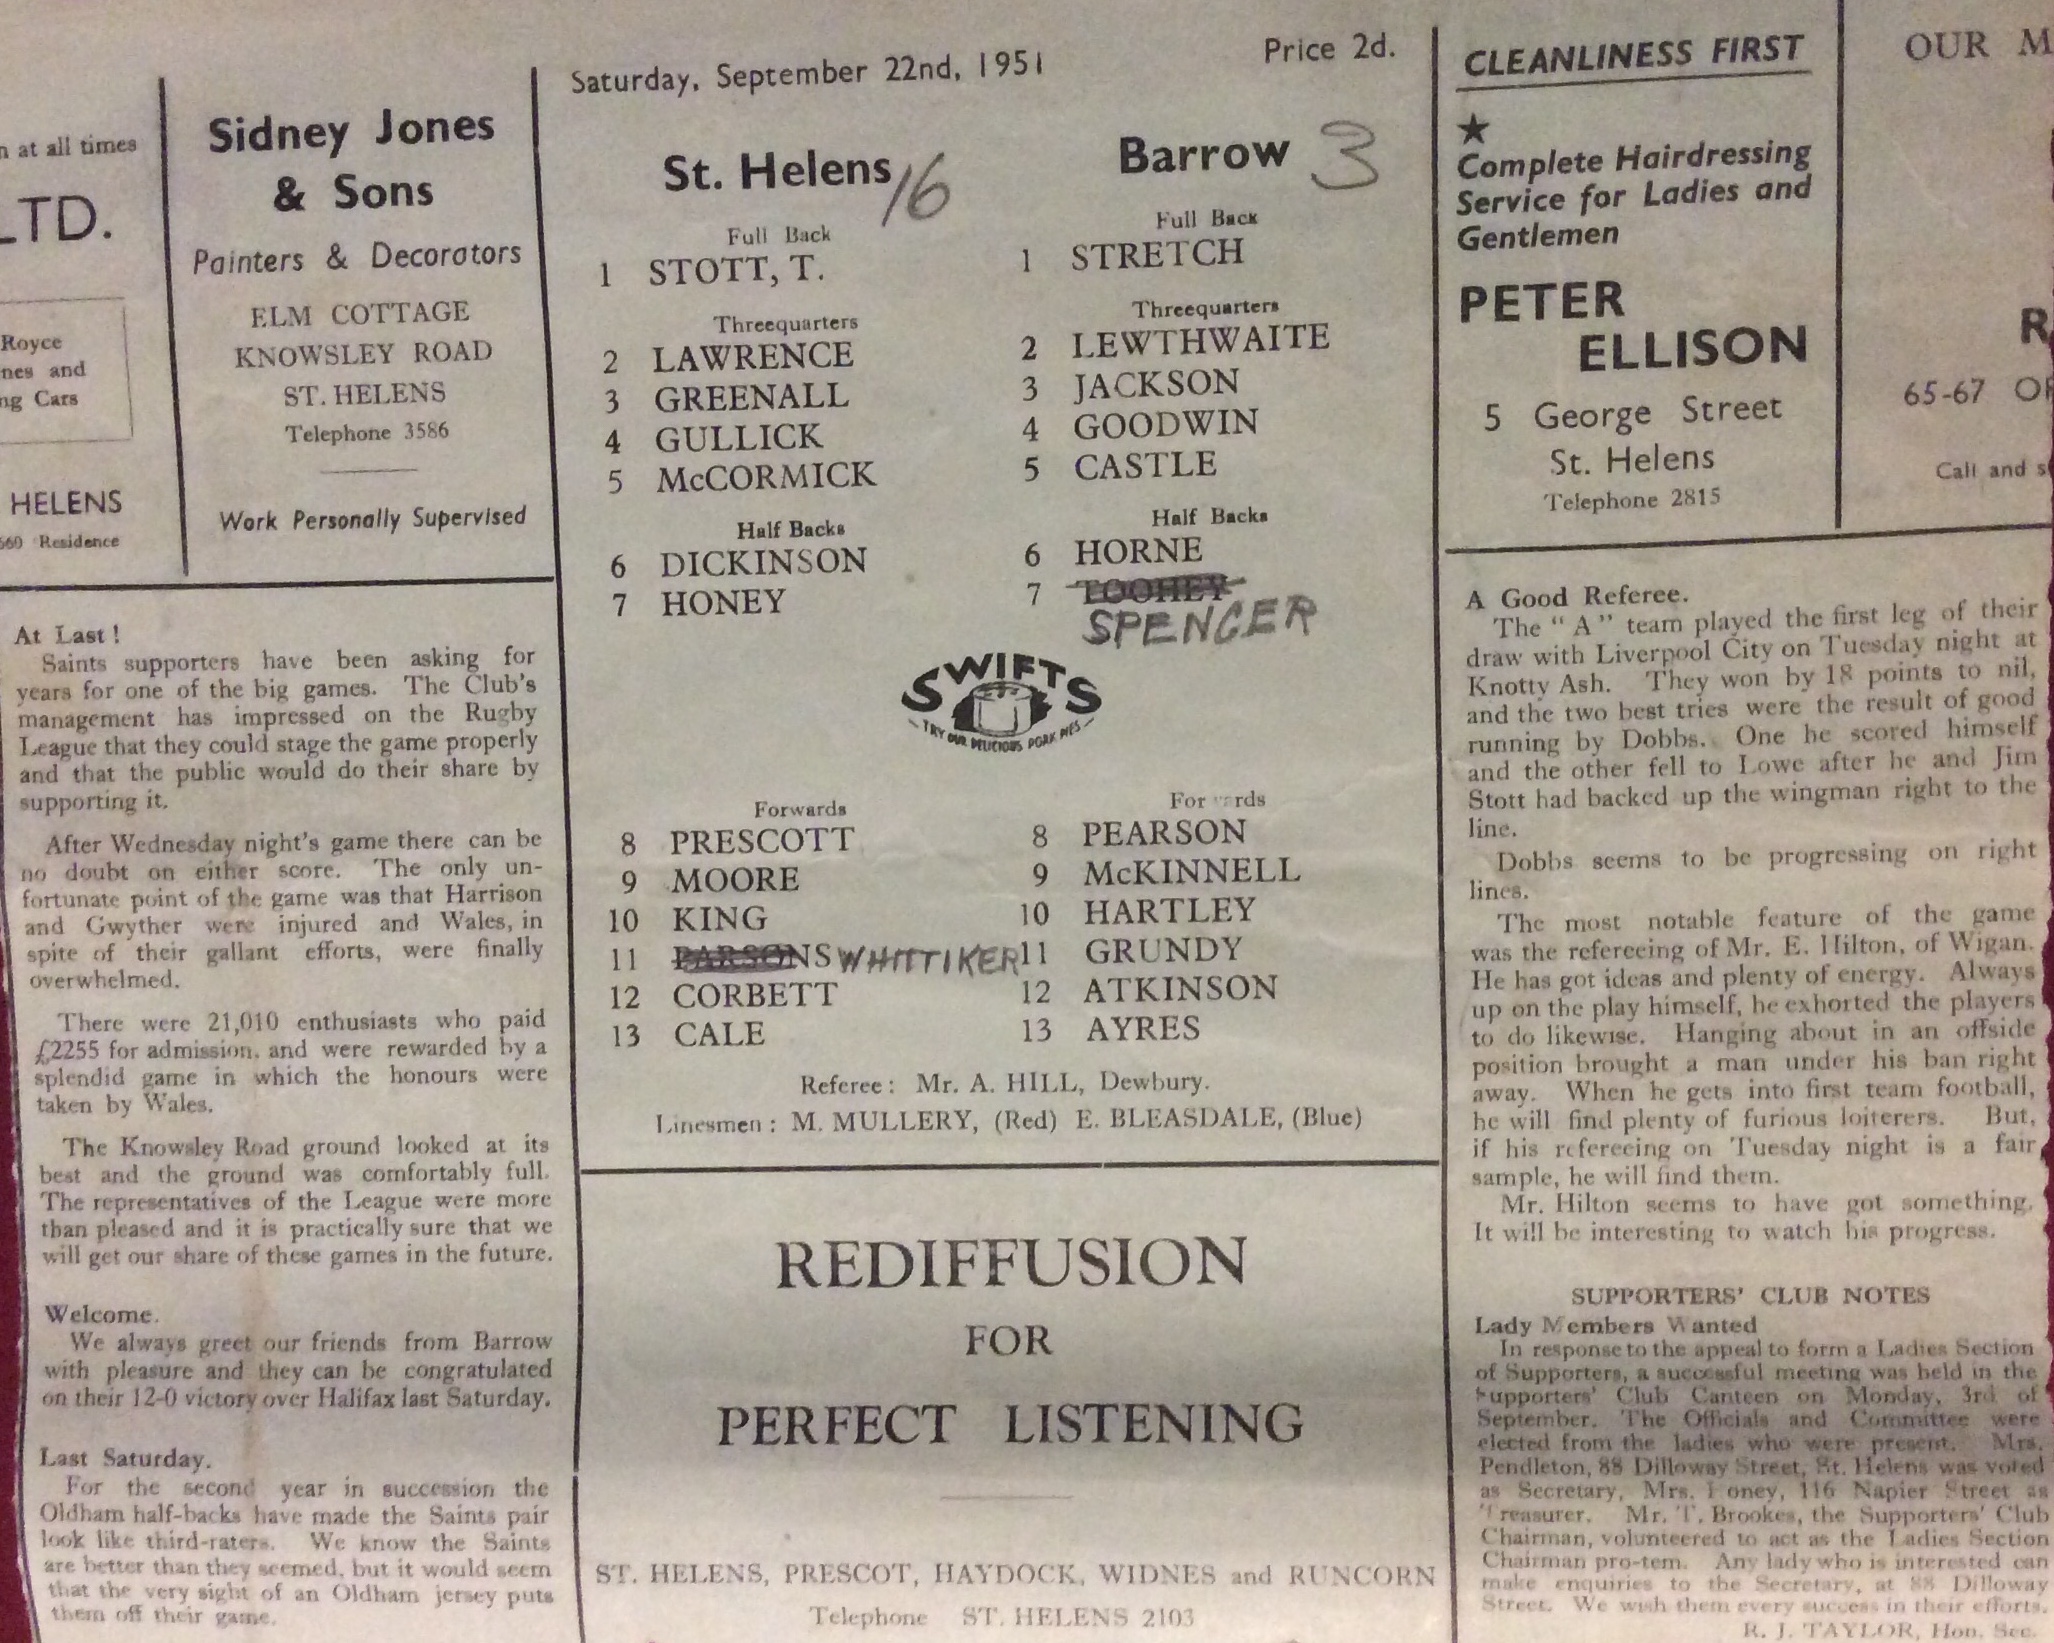 n at all times
LTD.
Royce
nes and
ng Cars
HELENS
660 Residence
Sidney Jones
& Sons
Painters & Decorators
ELM COTTAGE
KNOWSLEY ROAD
ST. HELENS
Telephone 3586
Work Personally Supervised
At Last !
Saints supporters have been asking for
years for one of the big games. The Club's
management has impressed on the Rugby
League that they could stage the game properly
and that the public would do their share by
supporting it.
After Wednesday night's game there can be
no doubt on either score. The only un-
fortunate point of the game was that Harrison
and Gwyther were injured and Wales, in
spite of their gallant efforts, were finally
overwhelmed.
There were 21,010 enthusiasts who paid
£2255 for admission, and were rewarded by a
splendid game in which the honours were
taken by Wales.
The Knowsley Road ground looked at its
best and the ground was comfortably full.
The representatives of the League were more
than pleased and it is practically sure that we
will get our share of these games in the future.
Welcome.
We always greet our friends from Barrow
with pleasure and they can be congratulated
on their 12-0 victory over Halifax last Saturday.
Last Saturday.
For the second year in succession the
Oldham half-backs have made the Saints pair
look like third-raters. We know the Saints
are better than they seemed, but it would seem
that the very sight of an Oldham jersey puts
them off their game.
Saturday, September 22nd, 1951 Price 2d.
St. Helens 16 Barrow 3
Full Back Full Back
1 STOTT, T. 1 STRETCH
Threequarters Threequarters
2 LAWRENCE 2 LEWTHWAITE
3 GREENALL 3 JACKSON
4 GULLICK 4 GOODWIN
5 McCORMICK 5 CASTLE
Half Backs Half Backs
6 DICKINSON 6 HORNE
7 HONEY 7 TOOHEY
SPENCER
SWIFTS
TRY OUR DELICIOUS PORK PIES
Forwards Forwards
8 PRESCOTT 8 PEARSON
9 MOORE 9 McKINNELL
10 KING 10 HARTLEY
11 PARSONS WHITTIKER 11 GRUNDY
12 CORBETT 12 ATKINSON
13 CALE 13 AYRES
Referee : Mr. A. HILL, Dewbury.
Linesmen : M. MULLERY, (Red) E. BLEASDALE, (Blue)
REDIFFUSION
FOR
PERFECT LISTENING
ST. HELENS, PRESCOT, HAYDOCK, WIDNES and RUNCORN
Telephone ST. HELENS 2103
CLEANLINESS FIRST
★
Complete Hairdressing
Service for Ladies and
Gentlemen
PETER
ELLISON
5 George Street
St. Helens
Telephone 2815
OUR M
R
65-67 OR
Call and s
A Good Referee.
The " A " team played the first leg of their
draw with Liverpool City on Tuesday night at
Knotty Ash. They won by 18 points to nil,
and the two best tries were the result of good
running by Dobbs. One he scored himself
and the other fell to Lowe after he and Jim
Stott had backed up the wingman right to the
line.
Dobbs seems to be progressing on right
lines.
The most notable feature of the game
was the refereeing of Mr. E. Hilton, of Wigan.
He has got ideas and plenty of energy. Always
up on the play himself, he exhorted the players
to do likewise. Hanging about in an offside
position brought a man under his ban right
away. When he gets into first team football,
he will find plenty of furious loiterers. But,
if his refereeing on Tuesday night is a fair
sample, he will find them.
Mr. Hilton seems to have got something.
It will be interesting to watch his progress.
SUPPORTERS' CLUB NOTES
Lady Members Wanted
In response to the appeal to form a Ladies Section
of Supporters, a successful meeting was held in the
Supporters' Club Canteen on Monday, 3rd of
September. The Officials and Committee were
elected from the ladies who were present. Mrs.
Pendleton, 88 Dilloway Street, St. Helens was voted
as Secretary, Mrs. Honey, 116 Napier Street as
Treasurer. Mr. T. Brookes, the Supporters' Club
Chairman, volunteered to act as the Ladies Section
Chairman pro-tem. Any lady who is interested can
make enquiries to the Secretary, at 88 Dilloway
Street. We wish them every success in their efforts.
R. J. TAYLOR, Hon. Sec.